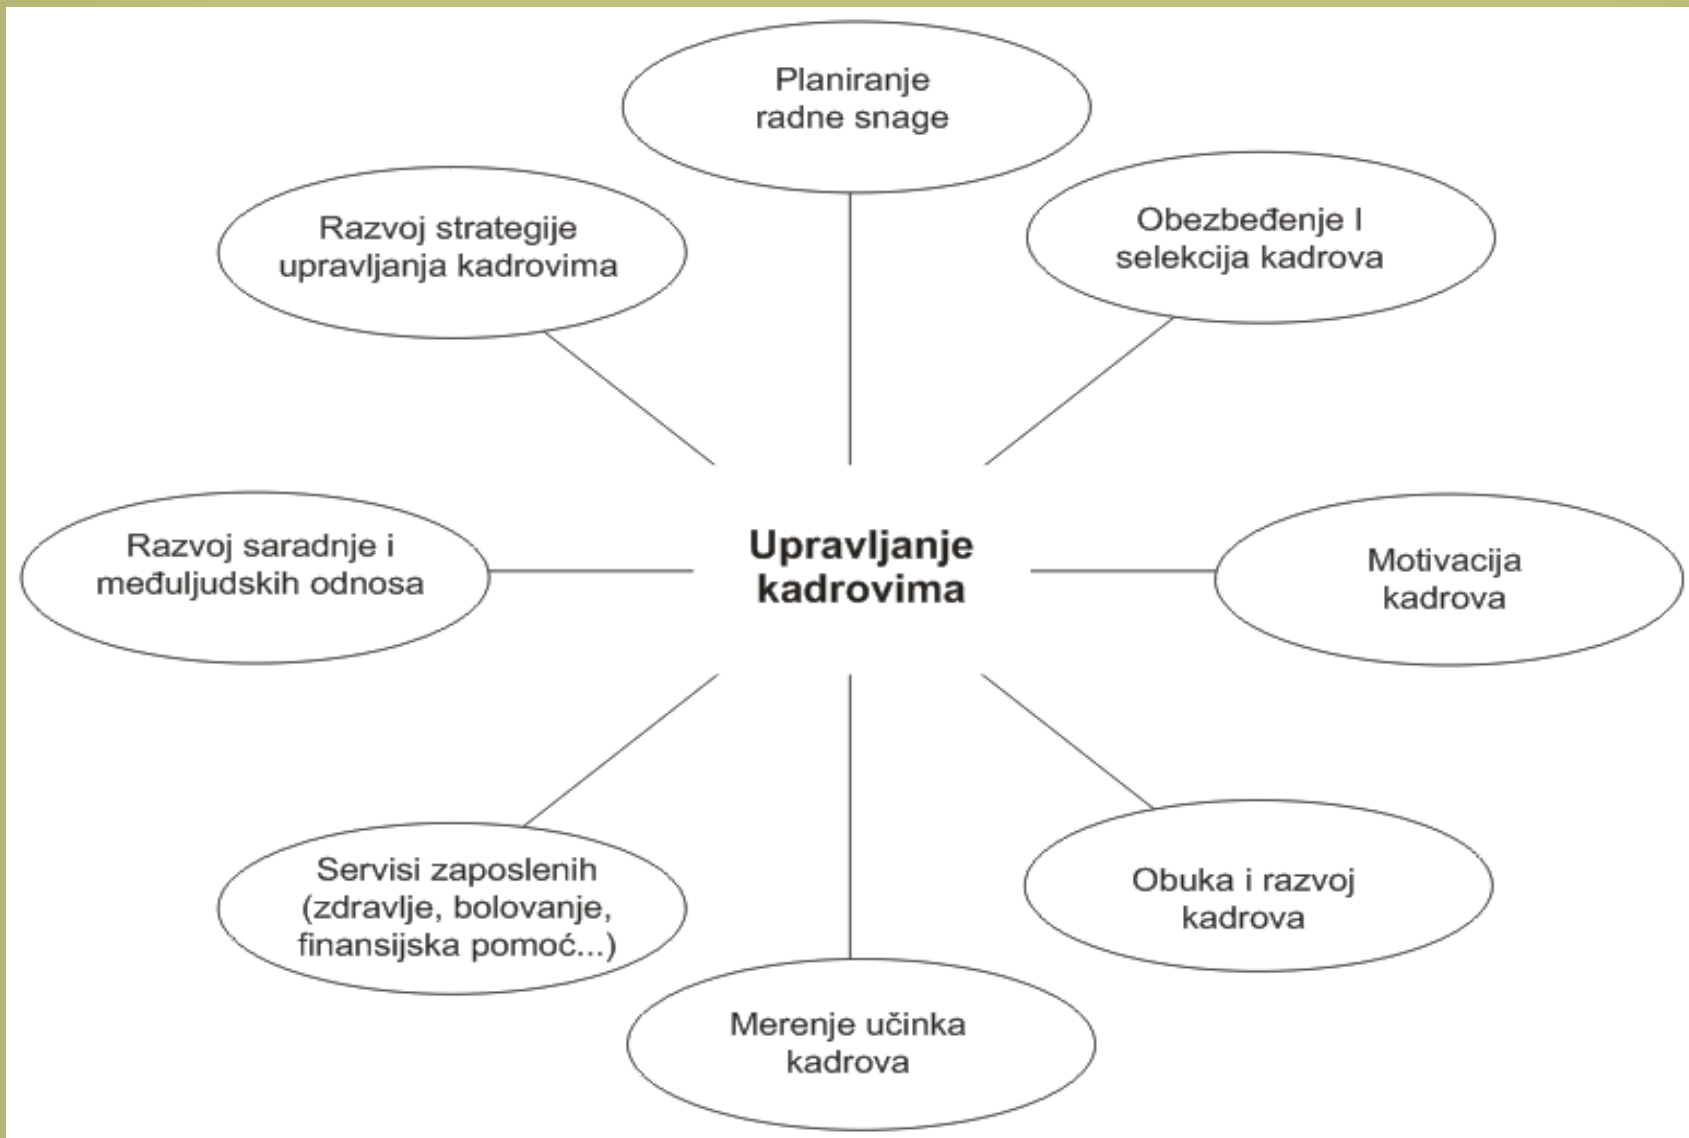 Planiranje
radne snage
Razvoj strategije
upravljanja kadrovima
Obezbeđenje I
selekcija kadrova
Razvoj saradnje i
međuljudskih odnosa
Upravljanje
kadrovima
Motivacija
kadrova
Servisi zaposlenih
(zdravlje, bolovanje,
finansijska pomoć...)
Obuka i razvoj
kadrova
Merenje učinka
kadrova